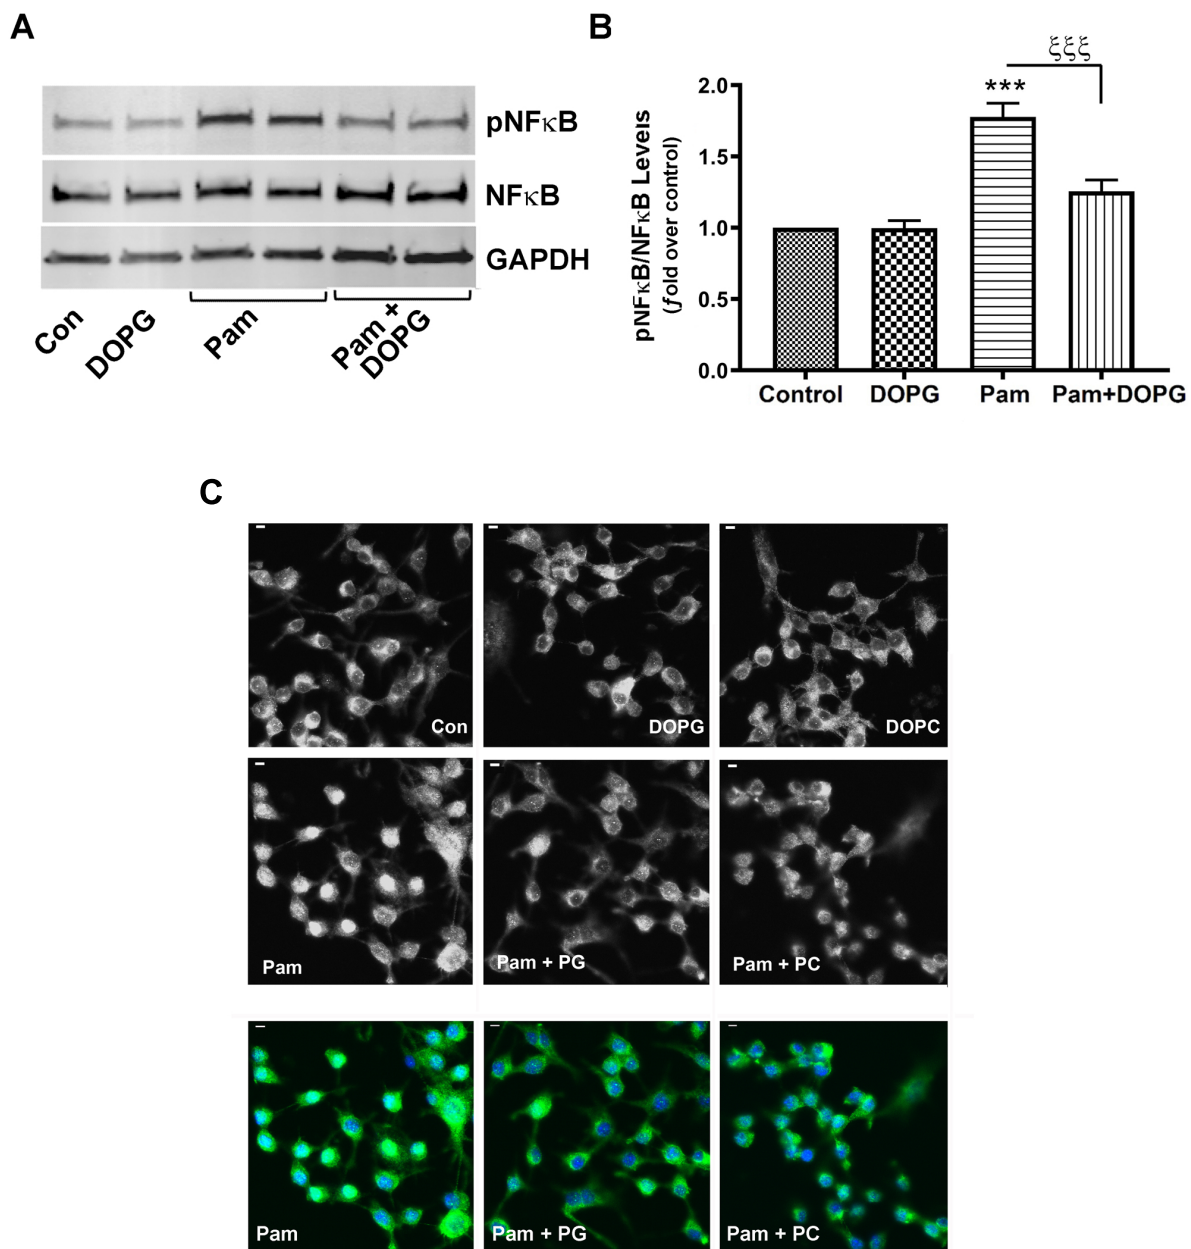 A
pNFκB
NFκB
GAPDH
Con
DOPG
Pam
Pam +
DOPG
B
ξξξ
***
pNFκB/NFκB Levels
(ƒold over control)
2.0
1.5
1.0
0.5
0.0
Control
DOPG
Pam
Pam+DOPG
C
Con
DOPG
DOPC
Pam
Pam + PG
Pam + PC
Pam
Pam + PG
Pam + PC